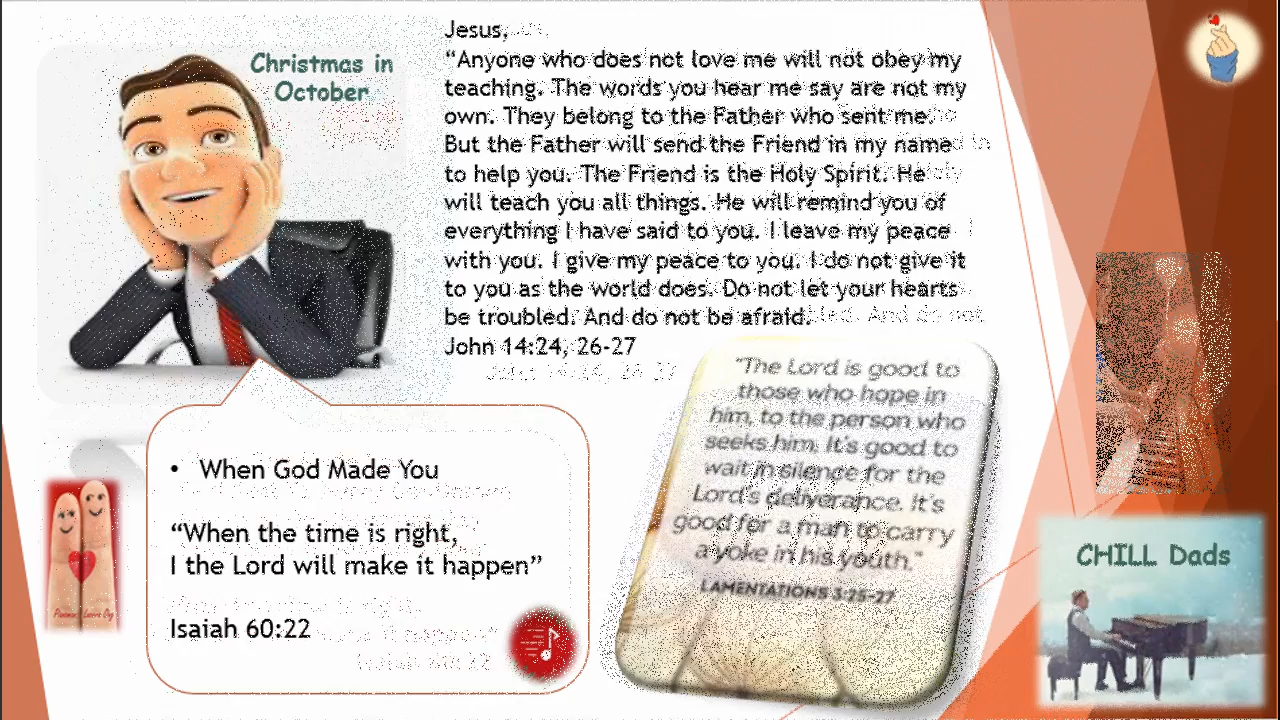 Christmas in
October
Jesus,
“Anyone who does not love me will not obey my
teaching. The words you hear me say are not my
own. They belong to the Father who sent me.
But the Father will send the Friend in my name
to help you. The Friend is the Holy Spirit. He
will teach you all things. He will remind you of
everything I have said to you. I leave my peace
with you. I give my peace to you. I do not give it
to you as the world does. Do not let your hearts
be troubled. And do not be afraid.
John 14:24, 26-27
• When God Made You
“When the time is right,
I the Lord will make it happen”
Isaiah 60:22
"The Lord is good to
those who hope in
him, to the person who
seeks him; It's good to
wait in silence for the
Lord's deliverance. It's
good for a man to carry
a yoke in his youth."
LAMENTATIONS 3:25-27
CHILL Dads